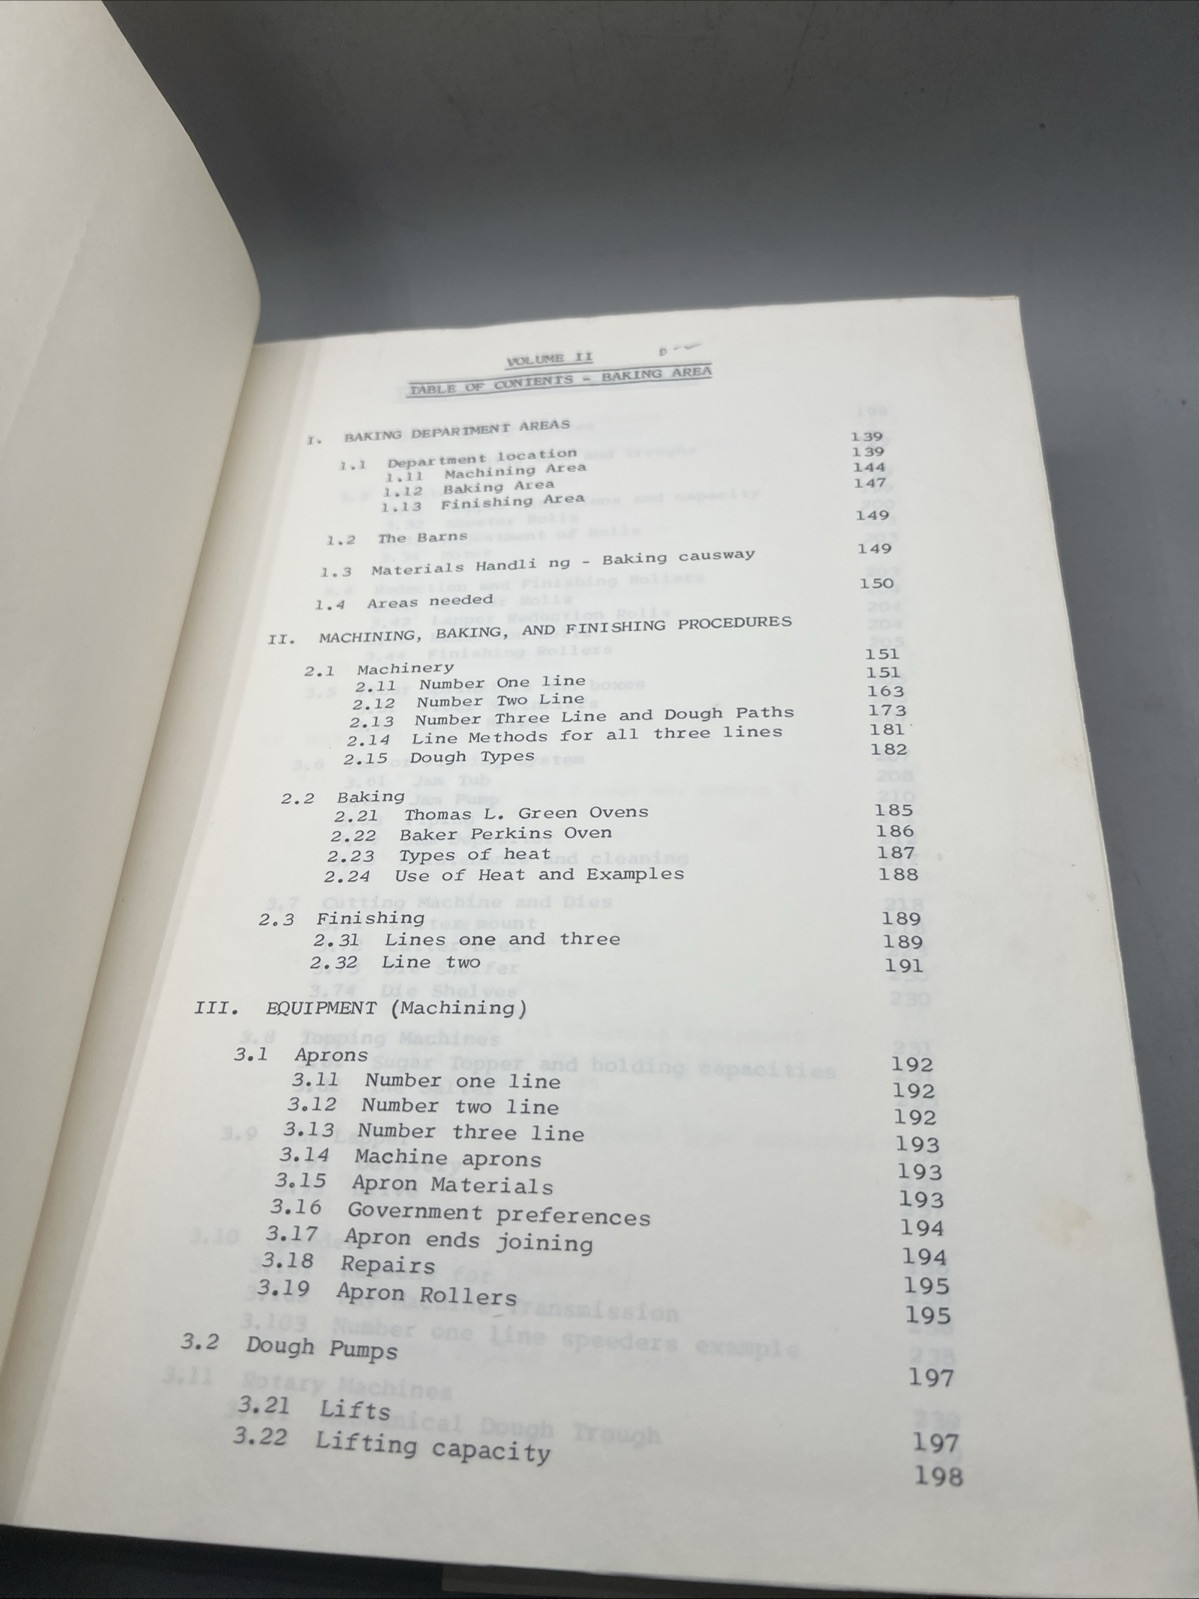 VOLUME II
TABLE OF CONTENTS - BAKING AREA
I. BAKING DEPARTMENT AREAS
1.1 Department location 139
1.11 Machining Area 139
1.12 Baking Area 144
1.13 Finishing Area 147
1.2 The Barns 149
1.3 Materials Handli ng - Baking causway 149
1.4 Areas needed 150
II. MACHINING, BAKING, AND FINISHING PROCEDURES
2.1 Machinery 151
2.11 Number One line 151
2.12 Number Two Line 163
2.13 Number Three Line and Dough Paths 173
2.14 Line Methods for all three lines 181
2.15 Dough Types 182
2.2 Baking
2.21 Thomas L. Green Ovens 185
2.22 Baker Perkins Oven 186
2.23 Types of heat 187
2.24 Use of Heat and Examples 188
2.3 Finishing 189
2.31 Lines one and three 189
2.32 Line two 191
III. EQUIPMENT (Machining)
3.1 Aprons 192
3.11 Number one line 192
3.12 Number two line 192
3.13 Number three line 193
3.14 Machine aprons 193
3.15 Apron Materials 193
3.16 Government preferences 194
3.17 Apron ends joining 194
3.18 Repairs 195
3.19 Apron Rollers 195
3.2 Dough Pumps 197
3.21 Lifts 197
3.22 Lifting capacity 198